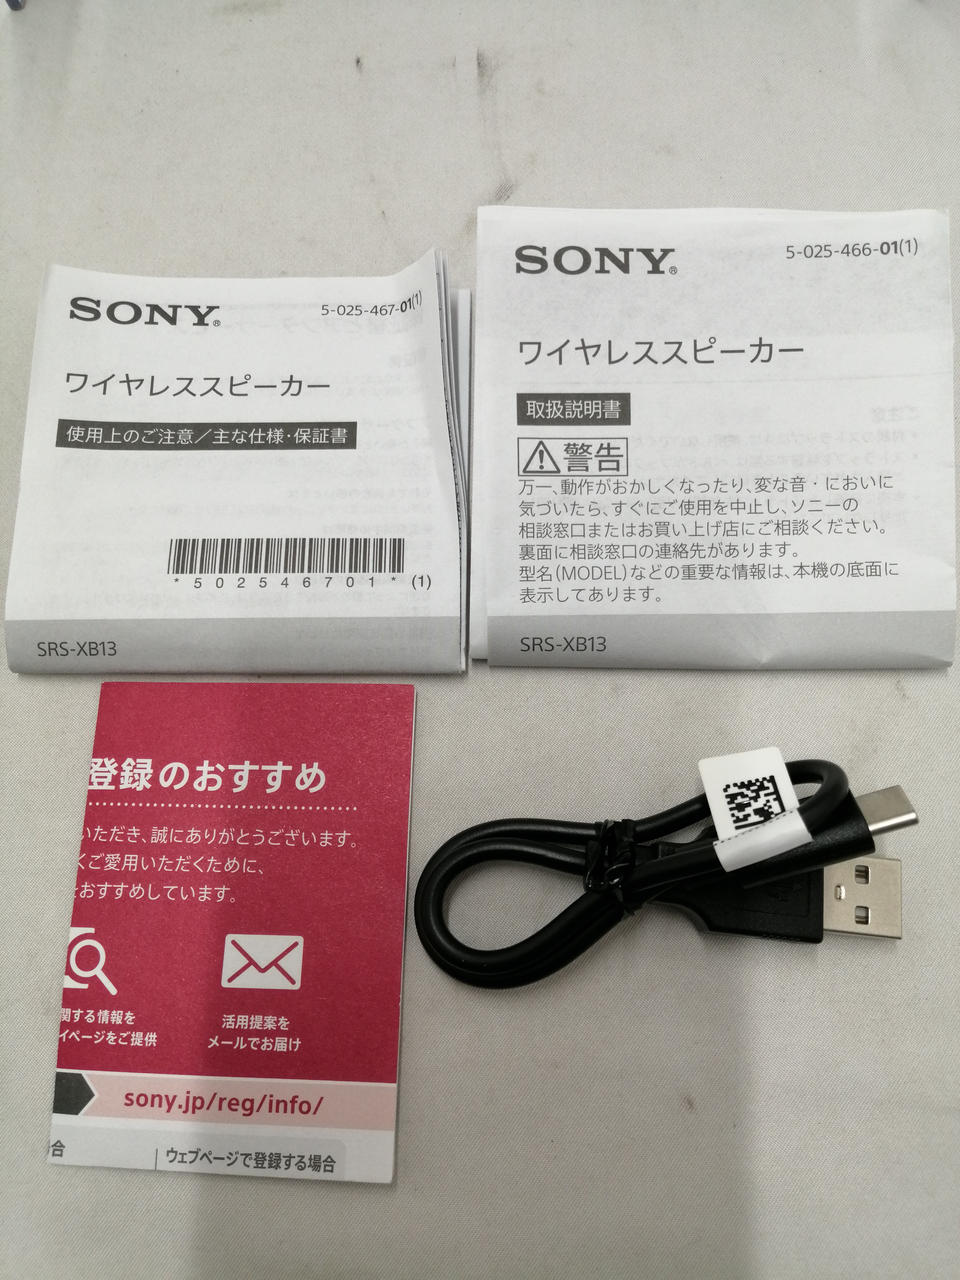 SONY®
5-025-467-01(1)
ワイヤレススピーカー
使用上のご注意／主な仕様・保証書
*502546701* (1)
SRS-XB13
SONY®
5-025-466-01(1)
ワイヤレススピーカー
取扱説明書
警告
万一、動作がおかしくなったり、変な音・においに
気づいたら、すぐにご使用を中止し、ソニーの
相談窓口またはお買い上げ店にご相談ください。
裏面に相談窓口の連絡先があります。
型名(MODEL)などの重要な情報は、本機の底面に
表示してあります。
SRS-XB13
登録のおすすめ
いただき、誠にありがとうございます。
くご愛用いただくために、
をおすすめしています。
関する情報を
イページをご提供
活用提案を
メールでお届け
sony.jp/reg/info/
合
ウェブページで登録する場合